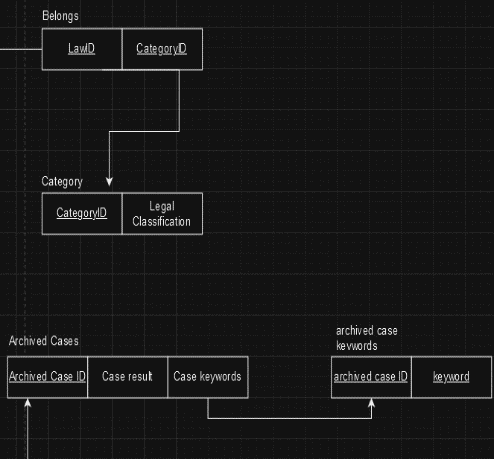 Belongs
LawID CategoryID
Category
CategoryID Legal
Classification
Archived Cases
Archived Case ID Case result Case keywords
archived case
keywords
archived case ID keyword